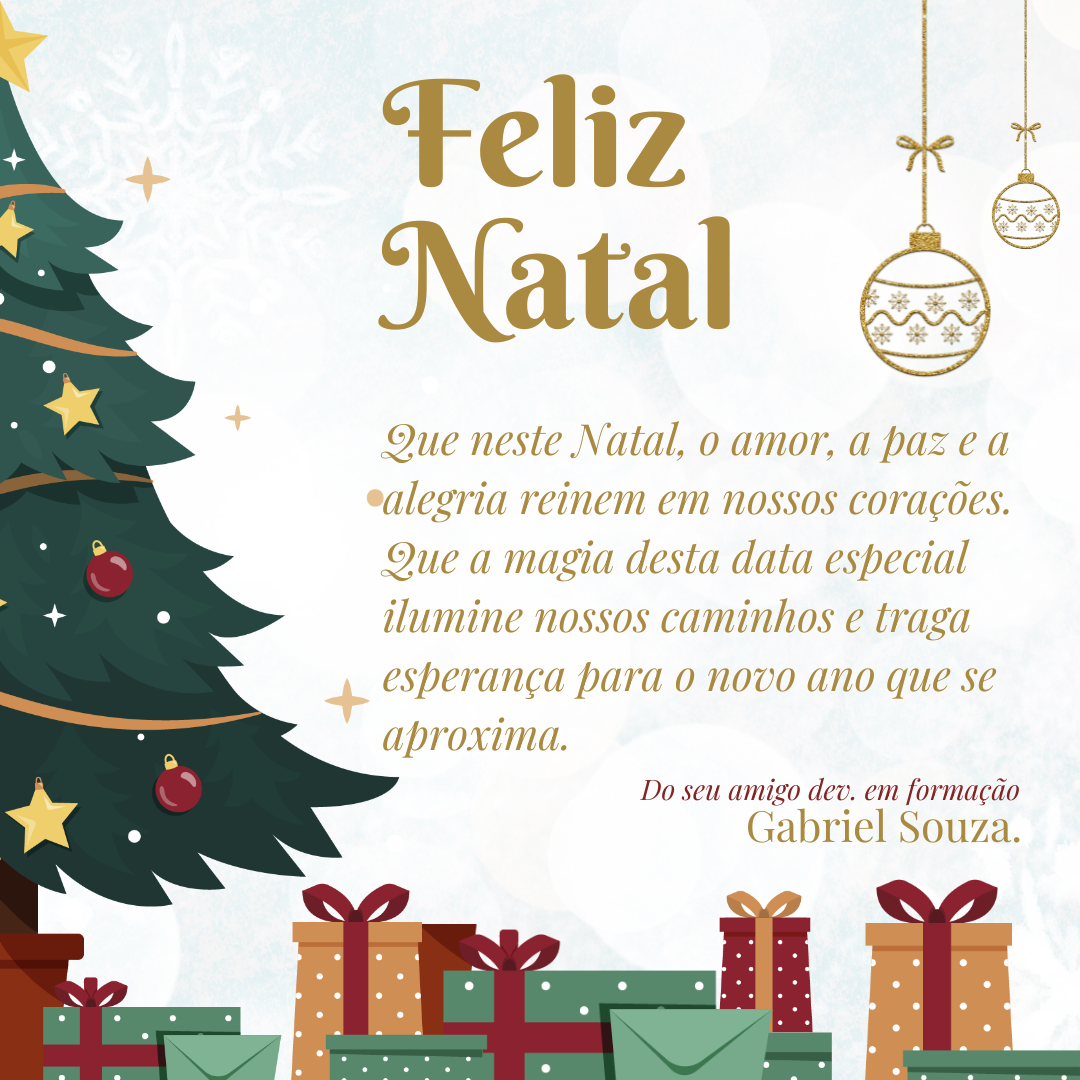 Feliz
Natal
Que neste Natal, o amor, a paz e a
alegria reinem em nossos corações.
Que a magia desta data especial
ilumine nossos caminhos e traga
esperança para o novo ano que se
aproxima.
Do seu amigo dev. em formação
Gabriel Souza.